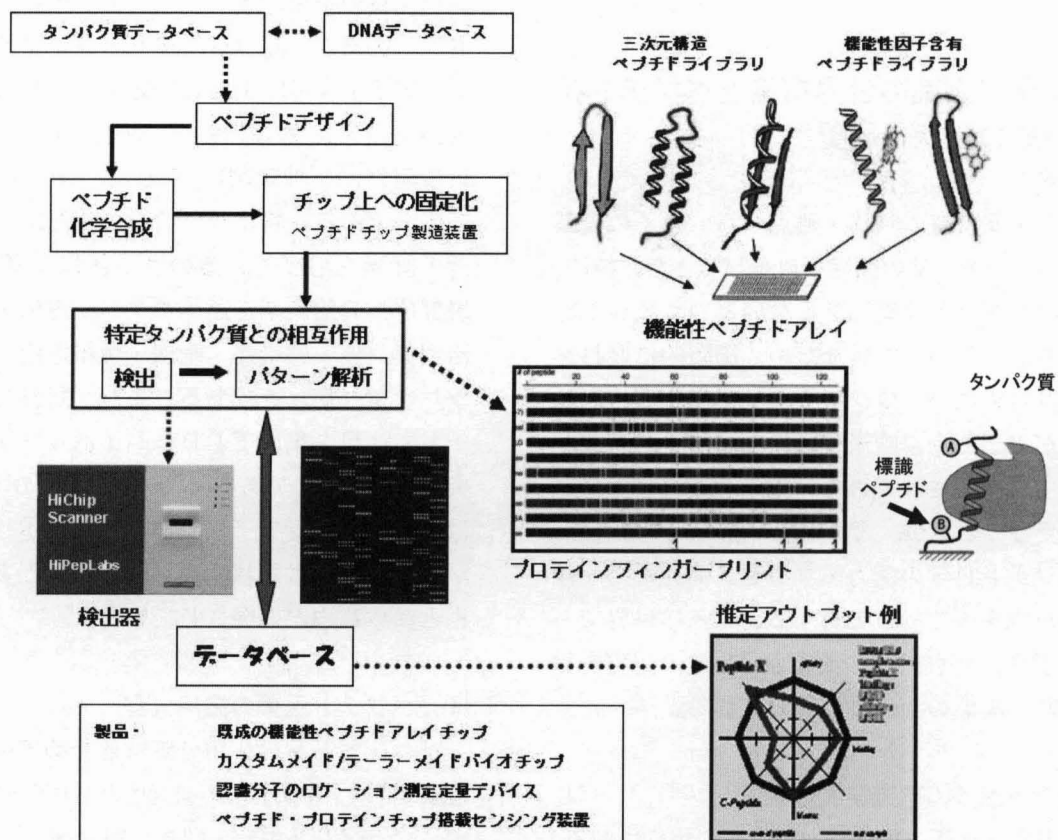 タンパク質データベース
DNAデータベース
ペプチドデザイン
ペプチド
化学合成
チップ上への固定化
ペプチドチップ製造装置
特定タンパク質との相互作用
検出
パターン解析
HiChip
Scanner
HiPepLabs
検出器
データベース
三次元構造
ペプチドライブラリ
機能性因子含有
ペプチドライブラリ
機能性ペプチドアレイ
# of peptide
20 40 60 80 100 120
プロテインフィンガープリント
タンパク質
A
標識
ペプチド
B
推定アウトプット例
Peptide X
affinity
Peptide X
binding
C-Peptide
製品・
既成の機能性ペプチドアレイチップ
カスタムメイド/テーラーメイドバイオチップ
認識分子のロケーション測定定量デバイス
ペプチド・プロテインチップ搭載センシング装置